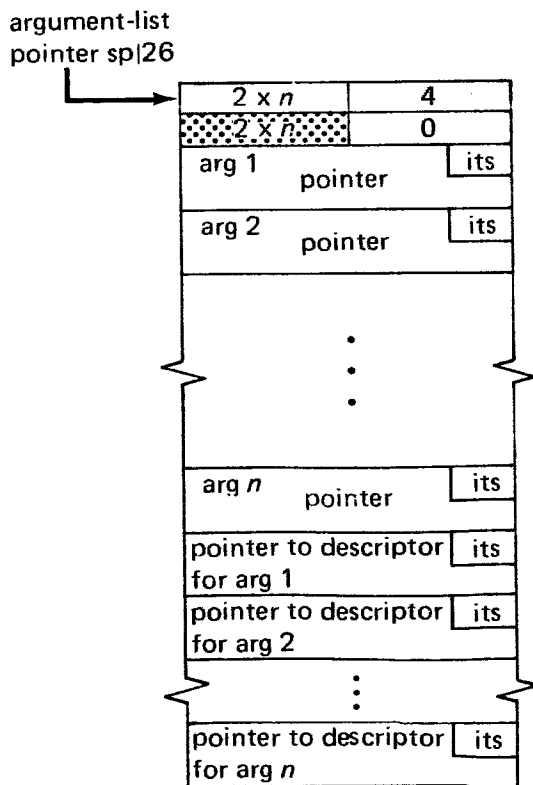 argument-list
pointer sp|26
2 x n 4
2 x n 0
arg 1 its
pointer
arg 2 its
pointer
arg n its
pointer
pointer to descriptor its
for arg 1
pointer to descriptor its
for arg 2
pointer to descriptor its
for arg n